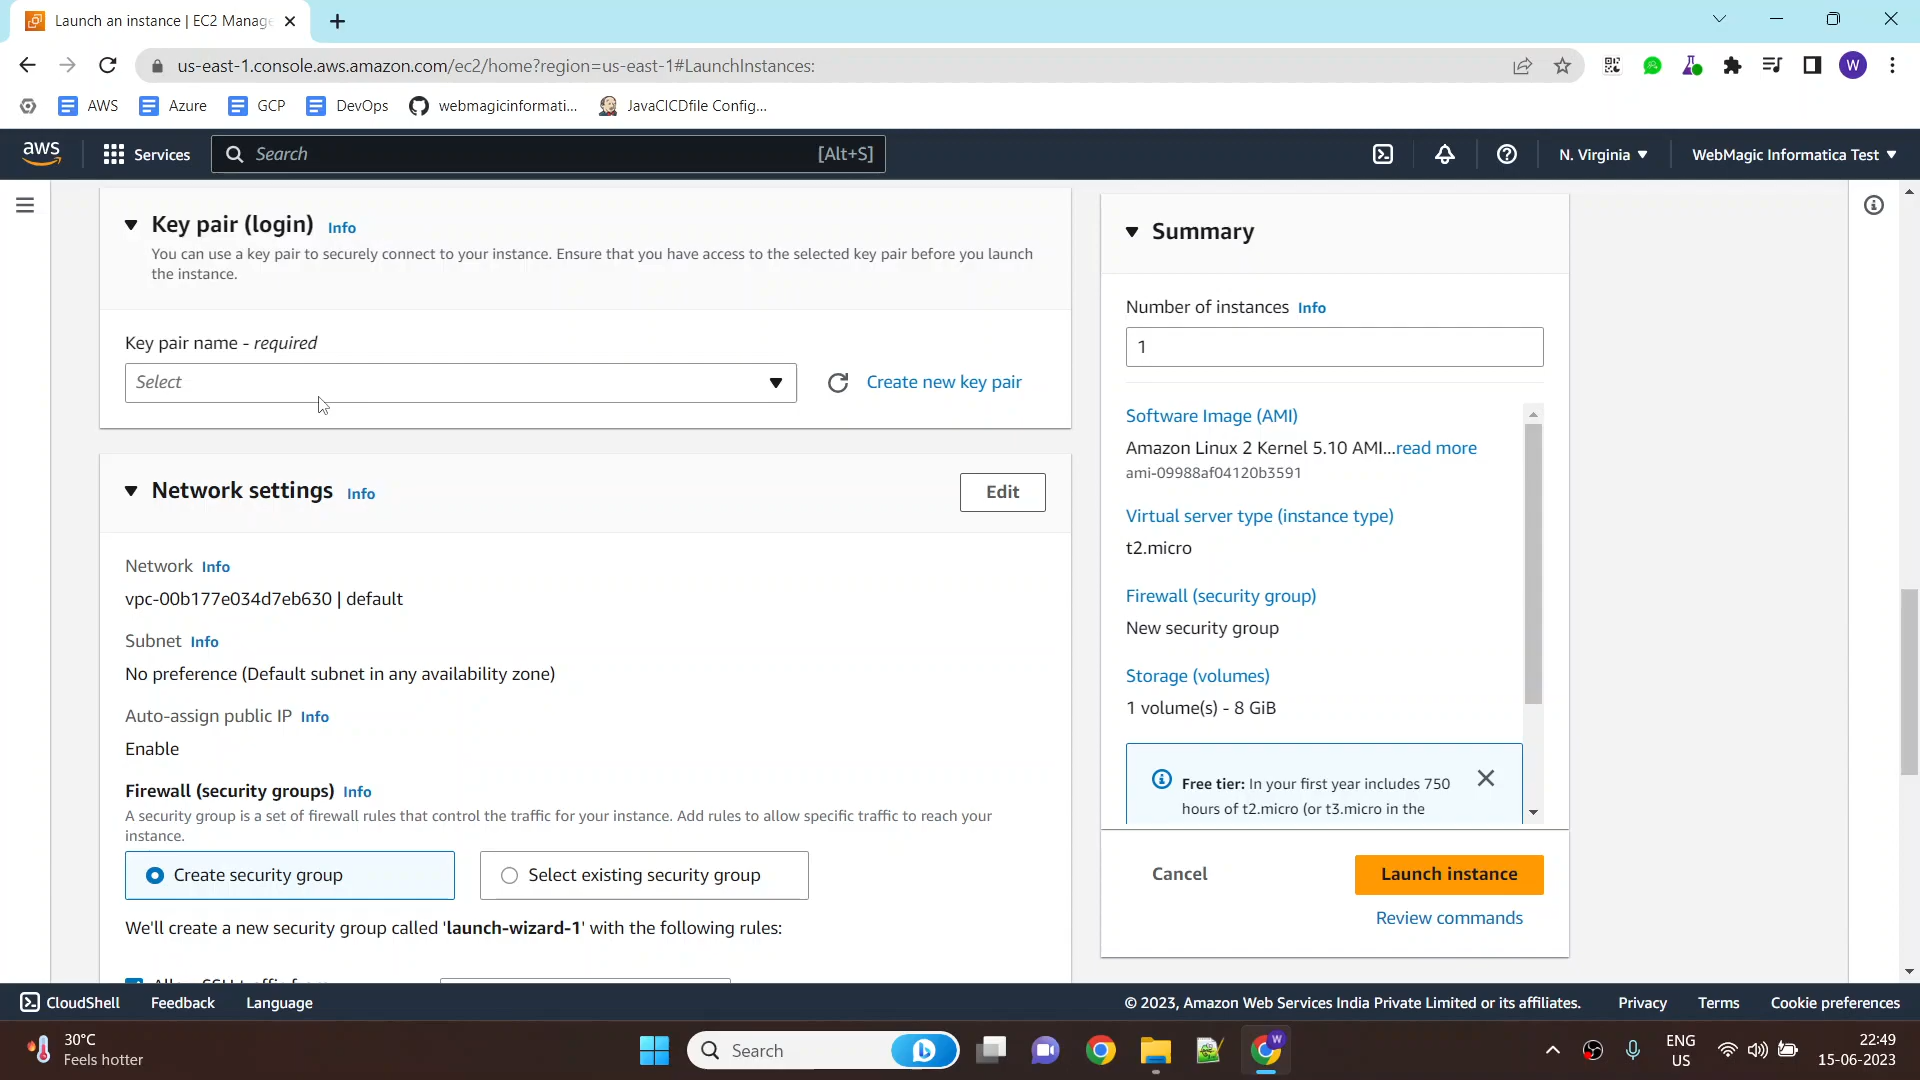 Launch an instance | EC2 Manage
us-east-1.console.aws.amazon.com/ec2/home?region=us-east-1#LaunchInstances:
W
AWS
Azure
GCP
DevOps
webmagicinformati...
JavaCICDfile Config...
aws
Services
Search
[Alt+S]
N. Virginia
WebMagic Informatica Test
Key pair (login) Info
You can use a key pair to securely connect to your instance. Ensure that you have access to the selected key pair before you launch
the instance.
Key pair name - required
Select
Create new key pair
Network settings Info
Edit
Network Info
vpc-00b177e034d7eb630 | default
Subnet Info
No preference (Default subnet in any availability zone)
Auto-assign public IP Info
Enable
Firewall (security groups) Info
A security group is a set of firewall rules that control the traffic for your instance. Add rules to allow specific traffic to reach your
instance.
Create security group
Select existing security group
We'll create a new security group called 'launch-wizard-1' with the following rules:
Summary
Number of instances Info
1
Software Image (AMI)
Amazon Linux 2 Kernel 5.10 AMI...read more
ami-09988af04120b3591
Virtual server type (instance type)
t2.micro
Firewall (security group)
New security group
Storage (volumes)
1 volume(s) - 8 GiB
Free tier: In your first year includes 750
hours of t2.micro (or t3.micro in the
Cancel
Launch instance
Review commands
CloudShell
Feedback
Language
© 2023, Amazon Web Services India Private Limited or its affiliates.
Privacy
Terms
Cookie preferences
30°C
Feels hotter
Search
W
ENG
US
22:49
15-06-2023